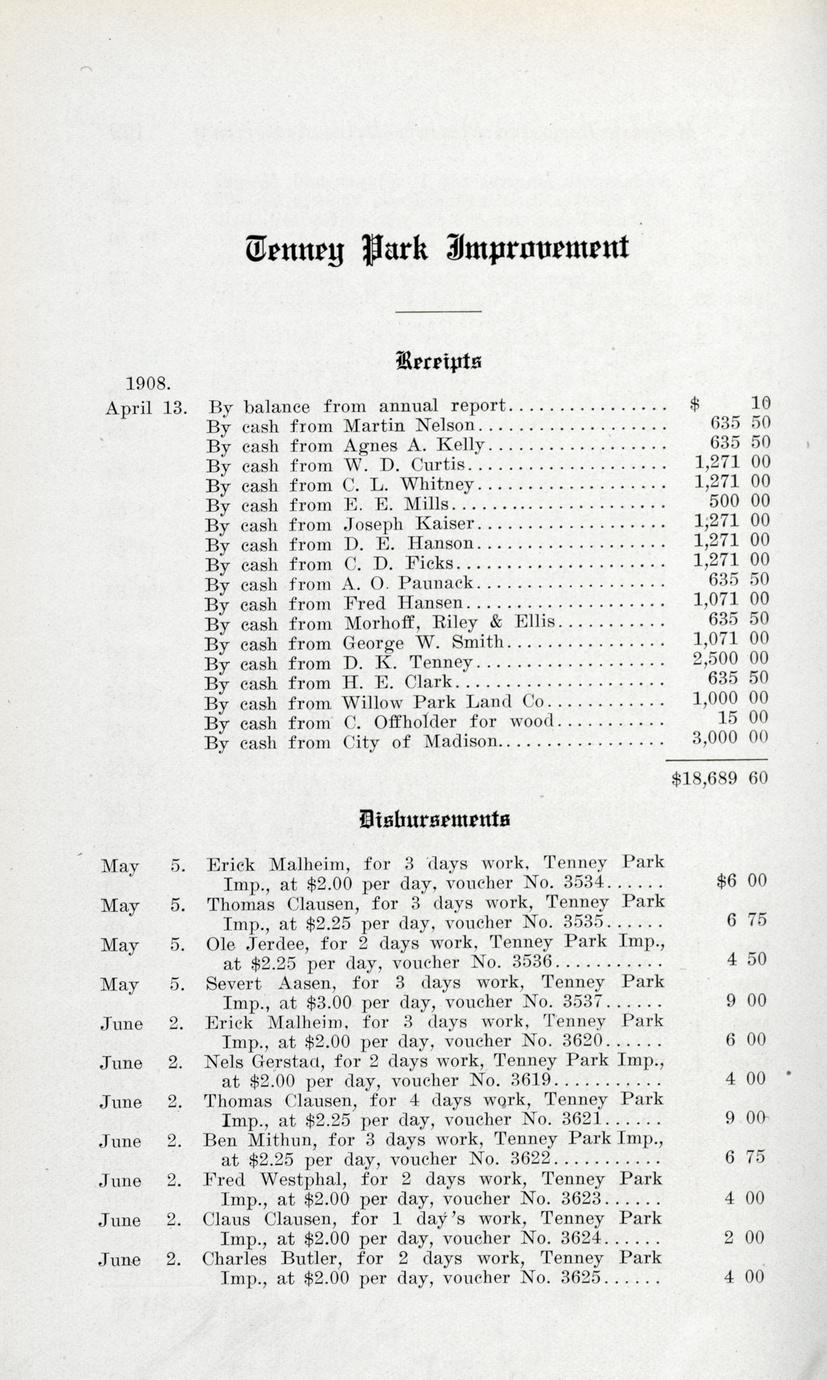 Tenney Park Improvement
Receipts
1908.
April 13. By balance from annual report................ $ 10
By cash from Martin Nelson................... 635 50
By cash from Agnes A. Kelly.................. 635 50
By cash from W. D. Curtis.................... 1,271 00
By cash from C. L. Whitney................... 1,271 00
By cash from E. E. Mills...................... 500 00
By cash from Joseph Kaiser................... 1,271 00
By cash from D. E. Hanson................... 1,271 00
By cash from C. D. Ficks..................... 1,271 00
By cash from A. O. Paunack................... 635 50
By cash from Fred Hansen.................... 1,071 00
By cash from Morhoff, Riley & Ellis........... 635 50
By cash from George W. Smith................ 1,071 00
By cash from D. K. Tenney................... 2,500 00
By cash from H. E. Clark..................... 635 50
By cash from Willow Park Land Co............ 1,000 00
By cash from C. Offholder for wood........... 15 00
By cash from City of Madison................. 3,000 00
$18,689 60
Disbursements
May 5. Erick Malheim, for 3 days work, Tenney Park
Imp., at $2.00 per day, voucher No. 3534...... $6 00
May 5. Thomas Clausen, for 3 days work, Tenney Park
Imp., at $2.25 per day, voucher No. 3535...... 6 75
May 5. Ole Jerdee, for 2 days work, Tenney Park Imp.,
at $2.25 per day, voucher No. 3536........... 4 50
May 5. Severt Aasen, for 3 days work, Tenney Park
Imp., at $3.00 per day, voucher No. 3537...... 9 00
June 2. Erick Malheim, for 3 days work, Tenney Park
Imp., at $2.00 per day, voucher No. 3620...... 6 00
June 2. Nels Gerstad, for 2 days work, Tenney Park Imp.,
at $2.00 per day, voucher No. 3619........... 4 00
June 2. Thomas Clausen, for 4 days work, Tenney Park
Imp., at $2.25 per day, voucher No. 3621...... 9 00
June 2. Ben Mithun, for 3 days work, Tenney Park Imp.,
at $2.25 per day, voucher No. 3622........... 6 75
June 2. Fred Westphal, for 2 days work, Tenney Park
Imp., at $2.00 per day, voucher No. 3623...... 4 00
June 2. Claus Clausen, for 1 day's work, Tenney Park
Imp., at $2.00 per day, voucher No. 3624...... 2 00
June 2. Charles Butler, for 2 days work, Tenney Park
Imp., at $2.00 per day, voucher No. 3625...... 4 00